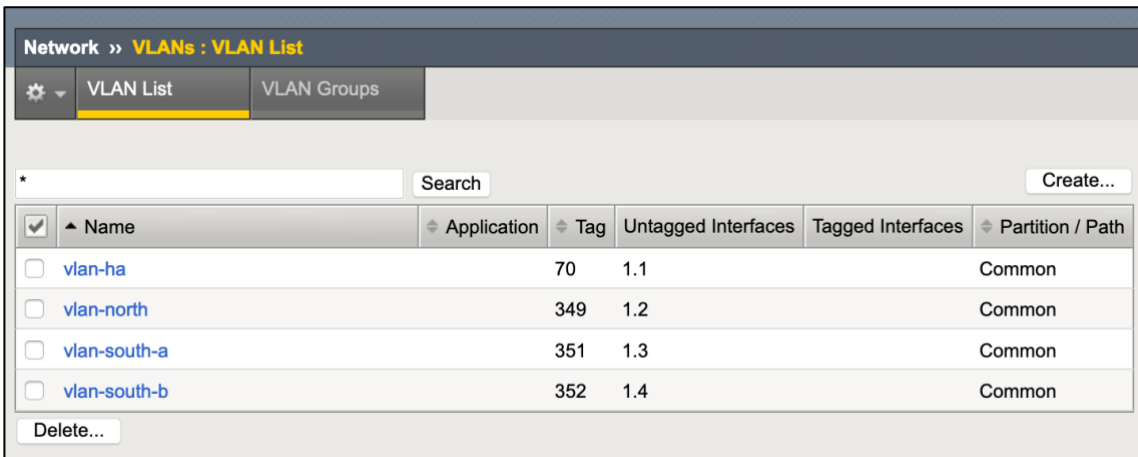 Network ›› VLANs : VLAN List
VLAN List VLAN Groups
* Search Create...
Name Application Tag Untagged Interfaces Tagged Interfaces Partition / Path
vlan-ha 70 1.1 Common
vlan-north 349 1.2 Common
vlan-south-a 351 1.3 Common
vlan-south-b 352 1.4 Common
Delete...